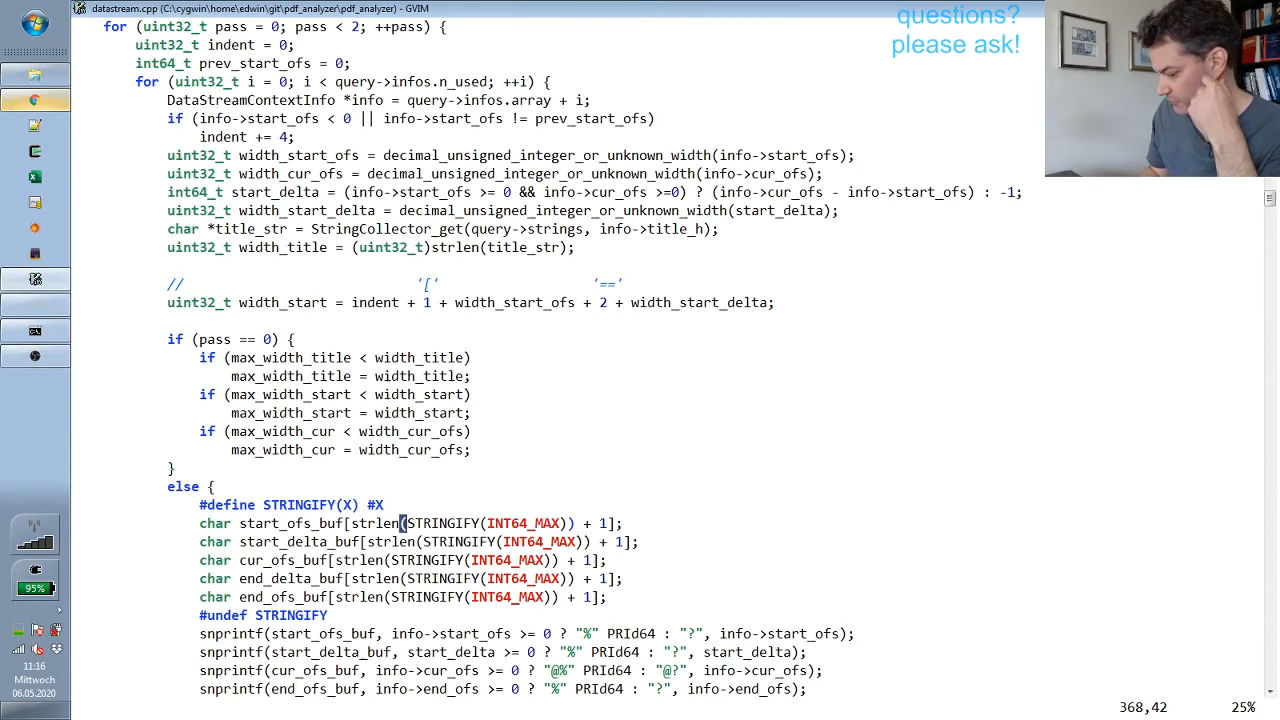 datastream.cpp (C:\cygwin\home\edwin\git\pdf_analyzer\pdf_analyzer) - GVIM
questions?
please ask!
for (uint32_t pass = 0; pass < 2; ++pass) {
uint32_t indent = 0;
int64_t prev_start_ofs = 0;
for (uint32_t i = 0; i < query->infos.n_used; ++i) {
DataStreamContextInfo *info = query->infos.array + i;
if (info->start_ofs < 0 || info->start_ofs != prev_start_ofs)
indent += 4;
uint32_t width_start_ofs = decimal_unsigned_integer_or_unknown_width(info->start_ofs);
uint32_t width_cur_ofs = decimal_unsigned_integer_or_unknown_width(info->cur_ofs);
int64_t start_delta = (info->start_ofs >= 0 && info->cur_ofs >=0) ? (info->cur_ofs - info->start_ofs) : -1;
uint32_t width_start_delta = decimal_unsigned_integer_or_unknown_width(start_delta);
char *title_str = StringCollector_get(query->strings, info->title_h);
uint32_t width_title = (uint32_t)strlen(title_str);
// '[' '=='
uint32_t width_start = indent + 1 + width_start_ofs + 2 + width_start_delta;
if (pass == 0) {
if (max_width_title < width_title)
max_width_title = width_title;
if (max_width_start < width_start)
max_width_start = width_start;
if (max_width_cur < width_cur_ofs)
max_width_cur = width_cur_ofs;
}
else {
#define STRINGIFY(X) #X
char start_ofs_buf[strlen(STRINGIFY(INT64_MAX)) + 1];
char start_delta_buf[strlen(STRINGIFY(INT64_MAX)) + 1];
char cur_ofs_buf[strlen(STRINGIFY(INT64_MAX)) + 1];
char end_delta_buf[strlen(STRINGIFY(INT64_MAX)) + 1];
char end_ofs_buf[strlen(STRINGIFY(INT64_MAX)) + 1];
#undef STRINGIFY
snprintf(start_ofs_buf, info->start_ofs >= 0 ? "%" PRId64 : "?", info->start_ofs);
snprintf(start_delta_buf, start_delta >= 0 ? "%" PRId64 : "?", start_delta);
snprintf(cur_ofs_buf, info->cur_ofs >= 0 ? "@%" PRId64 : "@?", info->cur_ofs);
snprintf(end_ofs_buf, info->end_ofs >= 0 ? "%" PRId64 : "?", info->end_ofs);
368,42 25%
95%
11:16
Mittwoch
06.05.2020